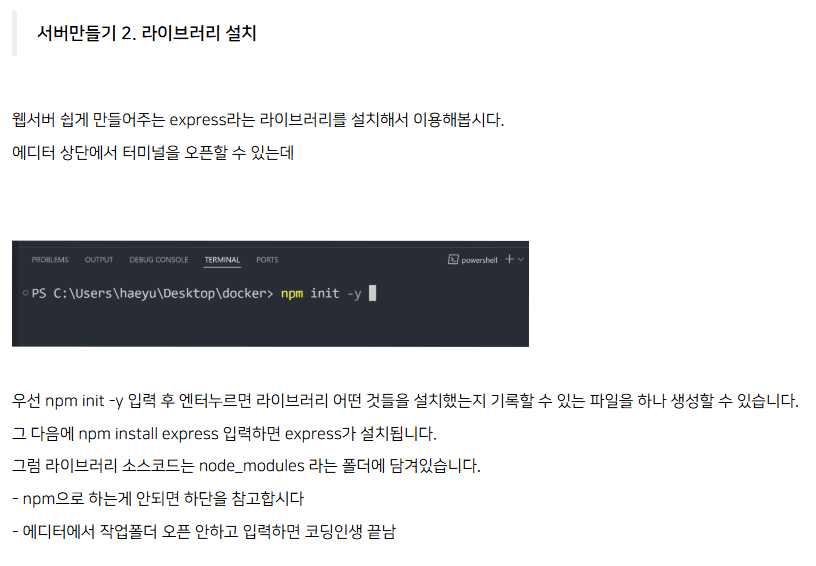 서버만들기 2. 라이브러리 설치
웹서버 쉽게 만들어주는 express라는 라이브러리를 설치해서 이용해봅시다.
에디터 상단에서 터미널을 오픈할 수 있는데
PROBLEMS OUTPUT DEBUG CONSOLE TERMINAL PORTS powershell
PS C:\Users\haeyu\Desktop\docker> npm init -y
우선 npm init -y 입력 후 엔터누르면 라이브러리 어떤 것들을 설치했는지 기록할 수 있는 파일을 하나 생성할 수 있습니다.
그 다음에 npm install express 입력하면 express가 설치됩니다.
그럼 라이브러리 소스코드는 node_modules 라는 폴더에 담겨있습니다.
- npm으로 하는게 안되면 하단을 참고합시다
- 에디터에서 작업폴더 오픈 안하고 입력하면 코딩인생 끝남